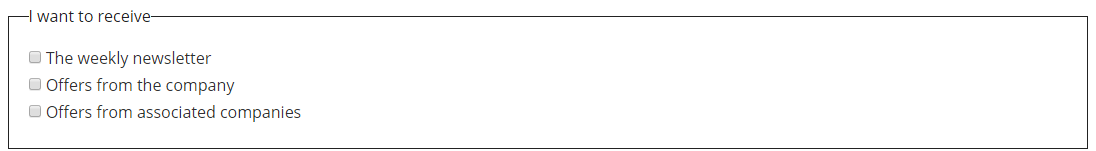 I want to receive
The weekly newsletter
Offers from the company
Offers from associated companies